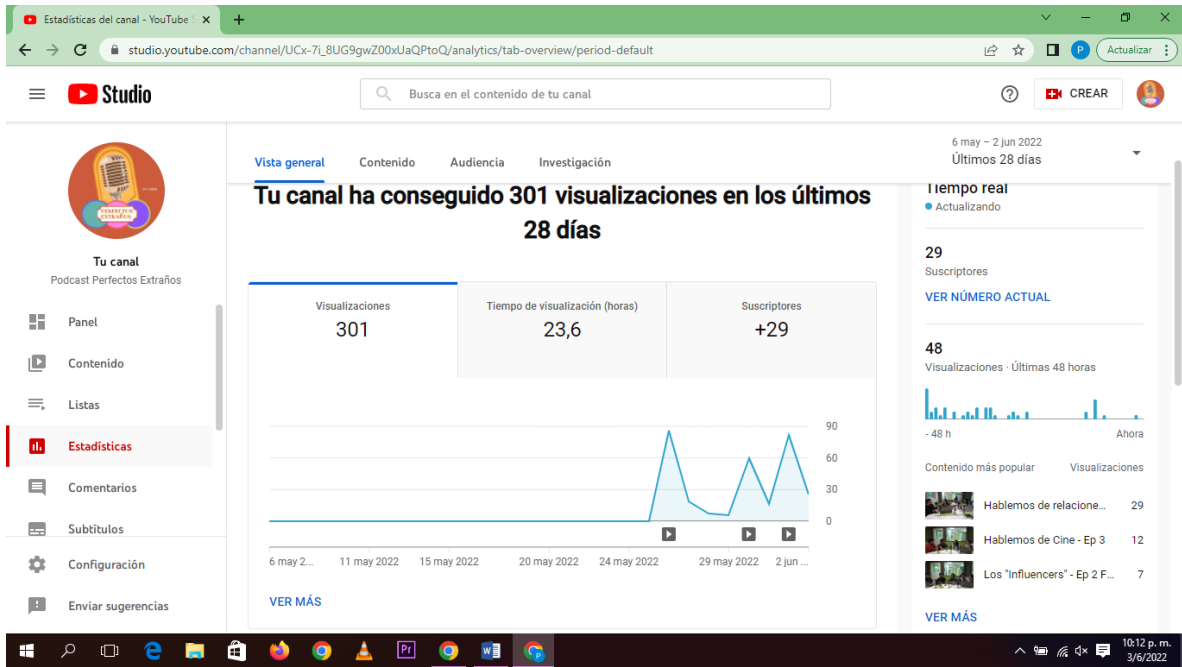 Estadísticas del canal - YouTube S
studio.youtube.com/channel/UCx-7i_8UG9gwZ00xUaQPtoQ/analytics/tab-overview/period-default
P
Actualizar
Studio
Busca en el contenido de tu canal
CREAR
PERFECTOS EXTRAÑOS
Tu canal
Podcast Perfectos Extraños
Panel
Contenido
Listas
Estadísticas
Comentarios
Subtítulos
Configuración
Enviar sugerencias
Vista general Contenido Audiencia Investigación
6 may – 2 jun 2022
Últimos 28 días
Tu canal ha conseguido 301 visualizaciones en los últimos
28 días
Visualizaciones
301
Tiempo de visualización (horas)
23,6
Suscriptores
+29
90
60
30
0
6 may 2... 11 may 2022 15 may 2022 20 may 2022 24 may 2022 29 may 2022 2 jun ...
VER MÁS
Tiempo real
Actualizando
29
Suscriptores
VER NÚMERO ACTUAL
48
Visualizaciones · Últimas 48 horas
- 48 h Ahora
Contenido más popular Visualizaciones
Hablemos de relacione... 29
Hablemos de Cine - Ep 3 12
Los "Influencers" - Ep 2 F... 7
VER MÁS
Pr
W
P
10:12 p. m.
3/6/2022